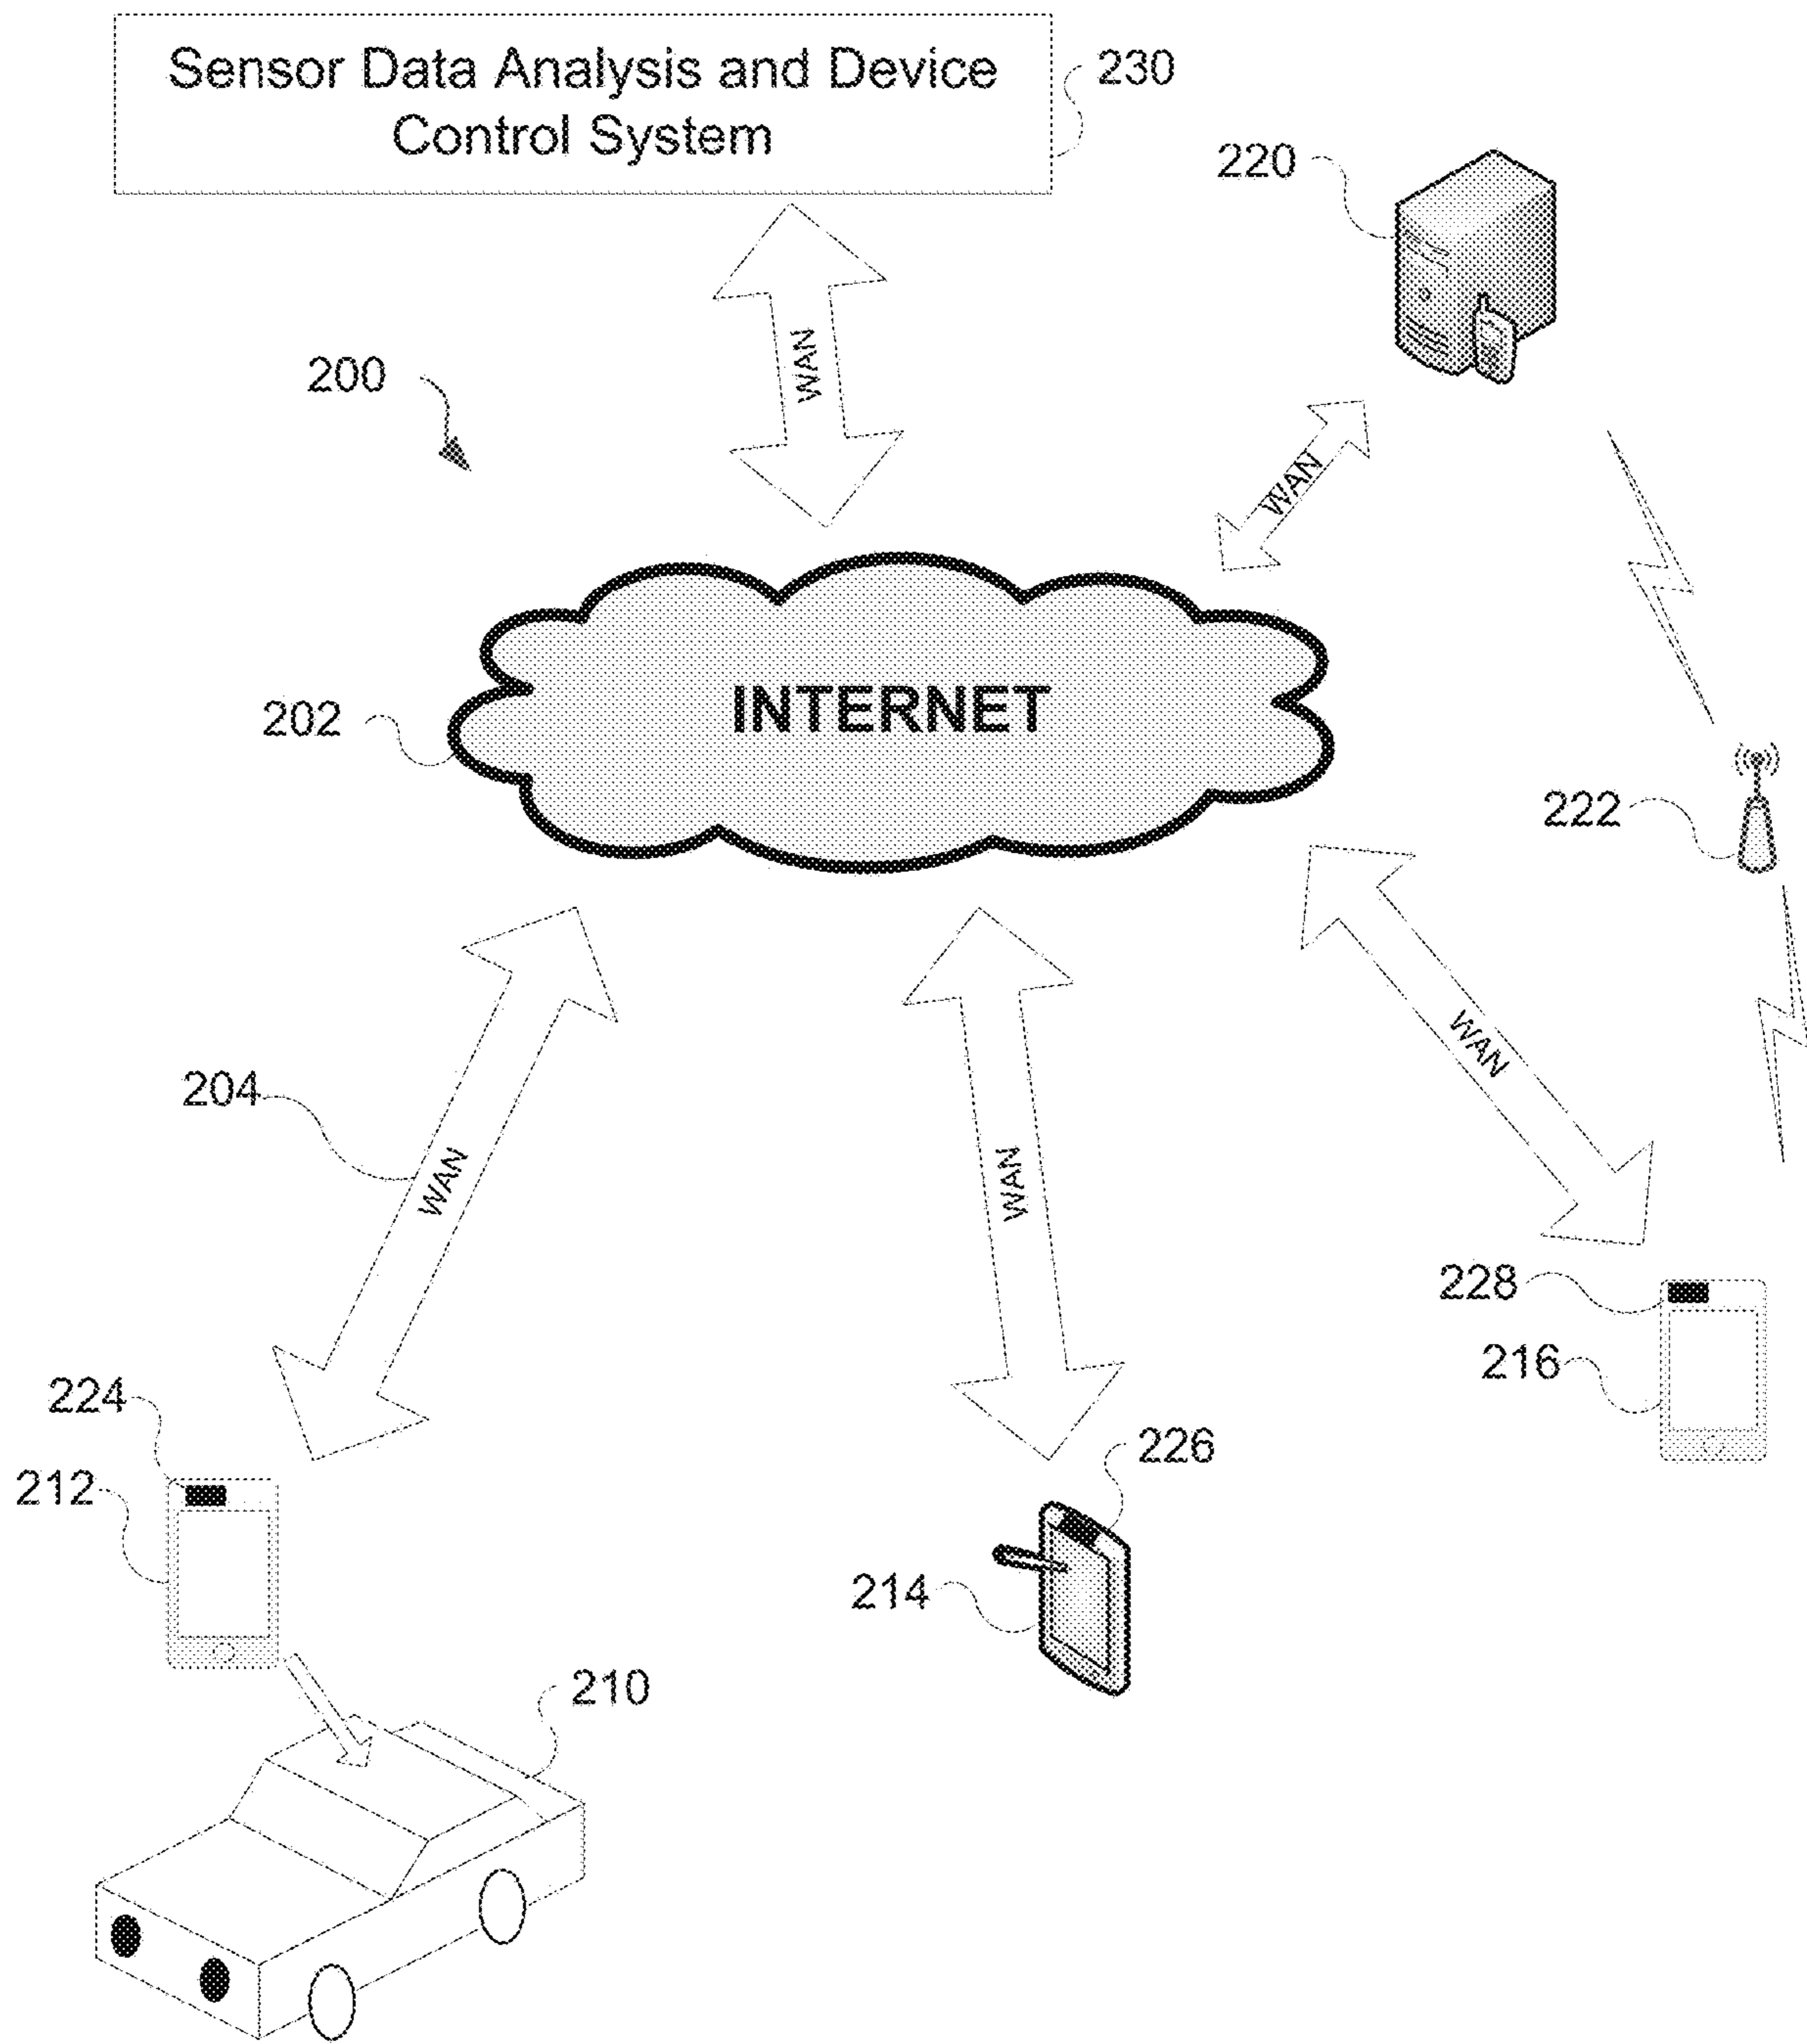 Sensor Data Analysis and Device
Control System
230
220
WAN
200
WAN
202
INTERNET
222
204
WAN
WAN
WAN
228
216
224
212
226
214
210